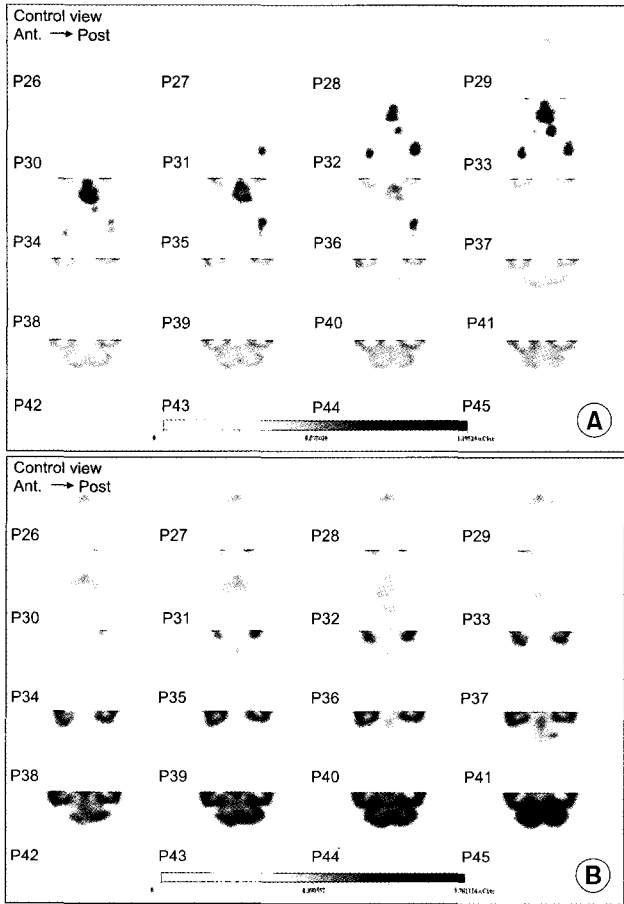 Control view
Ant. → Post
P26 P27 P28 P29
P30 P31 P32 P33
P34 P35 P36 P37
P38 P39 P40 P41
P42 P43 P44 P45
0
A
Control view
Ant. → Post
P26 P27 P28 P29
P30 P31 P32 P33
P34 P35 P36 P37
P38 P39 P40 P41
P42 P43 P44 P45
0
B